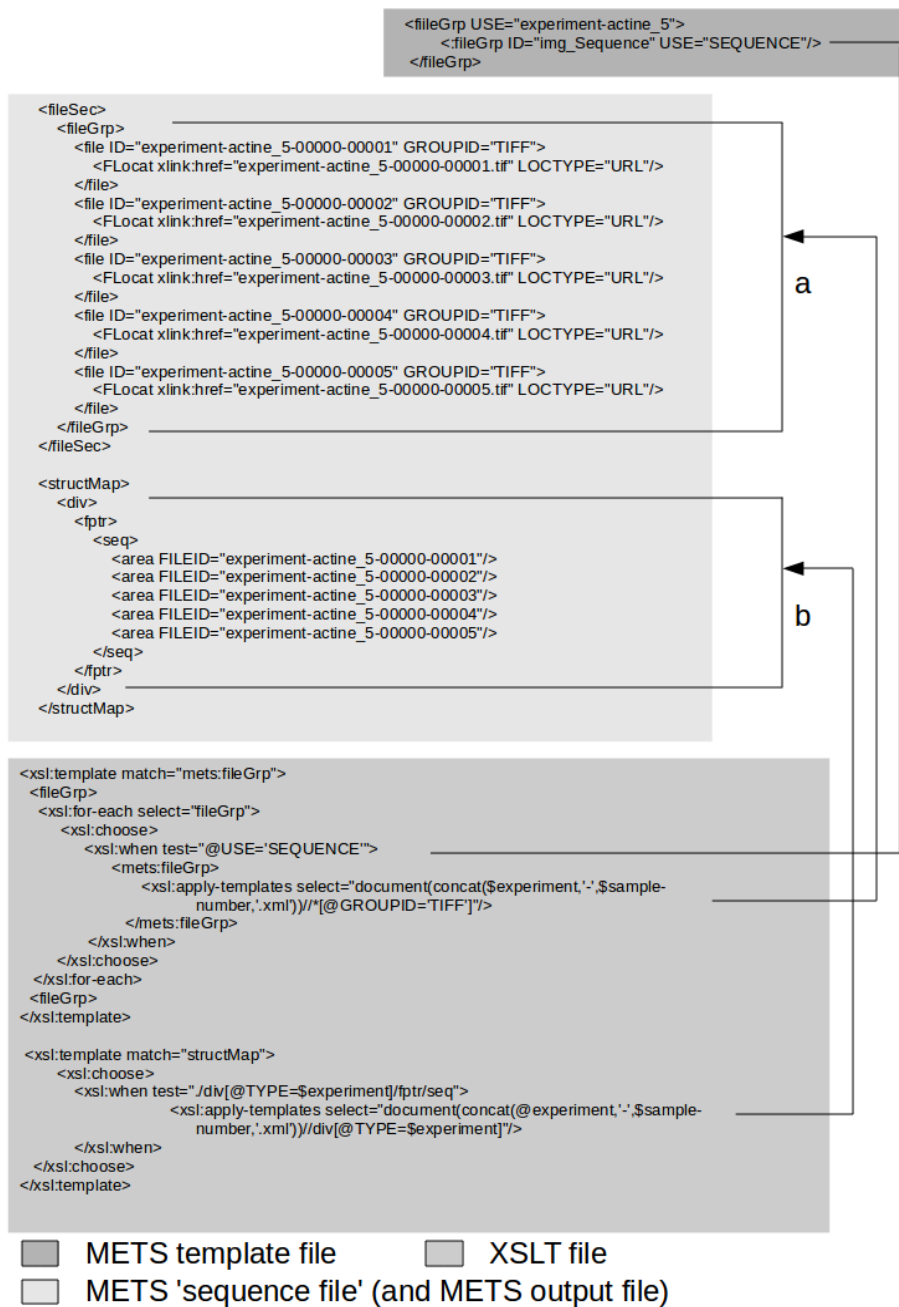 <fiileGrp USE="experiment-actine_5">
<:fileGrp ID="img_Sequence" USE="SEQUENCE"/>
</fileGrp>
<fileSec>
<fileGrp>
<file ID="experiment-actine_5-00000-00001" GROUPID="TIFF">
<FLocat xlink:href="experiment-actine_5-00000-00001.tif" LOCTYPE="URL"/>
</file>
<file ID="experiment-actine_5-00000-00002" GROUPID="TIFF">
<FLocat xlink:href="experiment-actine_5-00000-00002.tif" LOCTYPE="URL"/>
</file>
<file ID="experiment-actine_5-00000-00003" GROUPID="TIFF">
<FLocat xlink:href="experiment-actine_5-00000-00003.tif" LOCTYPE="URL"/>
</file>
<file ID="experiment-actine_5-00000-00004" GROUPID="TIFF">
<FLocat xlink:href="experiment-actine_5-00000-00004.tif" LOCTYPE="URL"/>
</file>
<file ID="experiment-actine_5-00000-00005" GROUPID="TIFF">
<FLocat xlink:href="experiment-actine_5-00000-00005.tif" LOCTYPE="URL"/>
</file>
</fileGrp>
</fileSec>
a
<structMap>
<div>
<fptr>
<seq>
<area FILEID="experiment-actine_5-00000-00001"/>
<area FILEID="experiment-actine_5-00000-00002"/>
<area FILEID="experiment-actine_5-00000-00003"/>
<area FILEID="experiment-actine_5-00000-00004"/>
<area FILEID="experiment-actine_5-00000-00005"/>
</seq>
</fptr>
</div>
</structMap>
b
<xsl:template match="mets:fileGrp">
<fileGrp>
<xsl:for-each select="fileGrp">
<xsl:choose>
<xsl:when test="@USE='SEQUENCE'">
<mets:fileGrp>
<xsl:apply-templates select="document(concat($experiment,'-',$sample-
number,'.xml'))//*[@GROUPID='TIFF']"/>
</mets:fileGrp>
</xsl:when>
</xsl:choose>
</xsl:for-each>
<fileGrp>
</xsl:template>
<xsl:template match="structMap">
<xsl:choose>
<xsl:when test="./div[@TYPE=$experiment]/fptr/seq">
<xsl:apply-templates select="document(concat(@experiment,'-',$sample-
number,'.xml'))//div[@TYPE=$experiment]"/>
</xsl:when>
</xsl:choose>
</xsl:template>
METS template file
XSLT file
METS 'sequence file' (and METS output file)